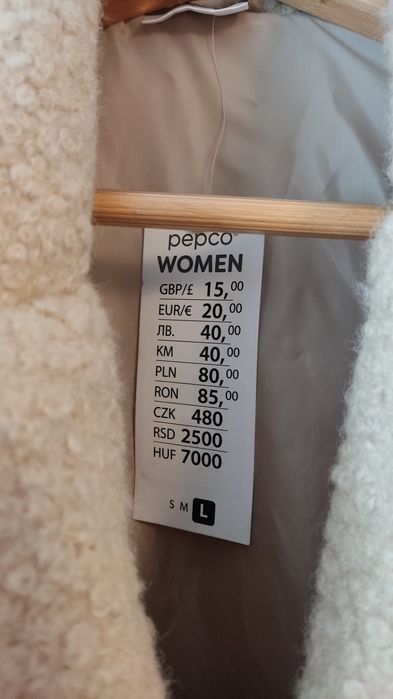 pepco®
WOMEN
GBP/£ 15,00
EUR/€ 20,00
ЛВ. 40,00
KM 40,00
PLN 80,00
RON 85,00
CZK 480
RSD 2500
HUF 7000
S M L